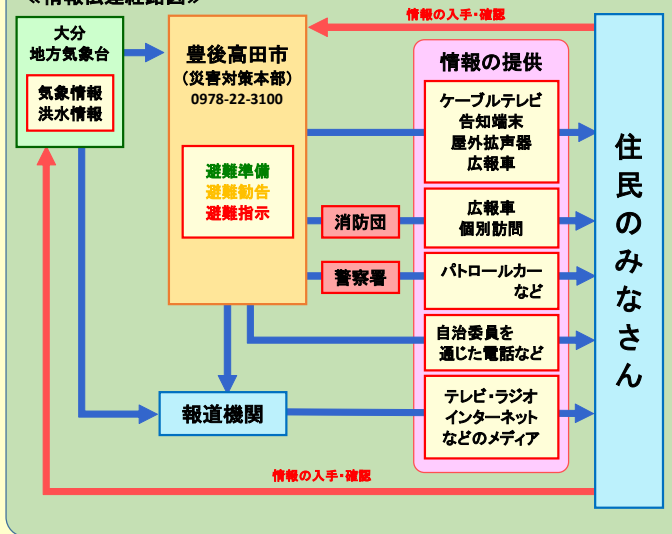 ≪情報伝達経路図≫
情報の入手・確認
大分
地方気象台
気象情報
洪水情報
豊後高田市
(災害対策本部)
0978-22-3100
避難準備
避難勧告
避難指示
消防団
警察署
報道機関
情報の提供
ケーブルテレビ
告知端末
屋外拡声器
広報車
広報車
個別訪問
パトロールカー
など
自治委員を
通じた電話など
テレビ・ラジオ
インターネット
などのメディア
住民のみなさん
情報の入手・確認